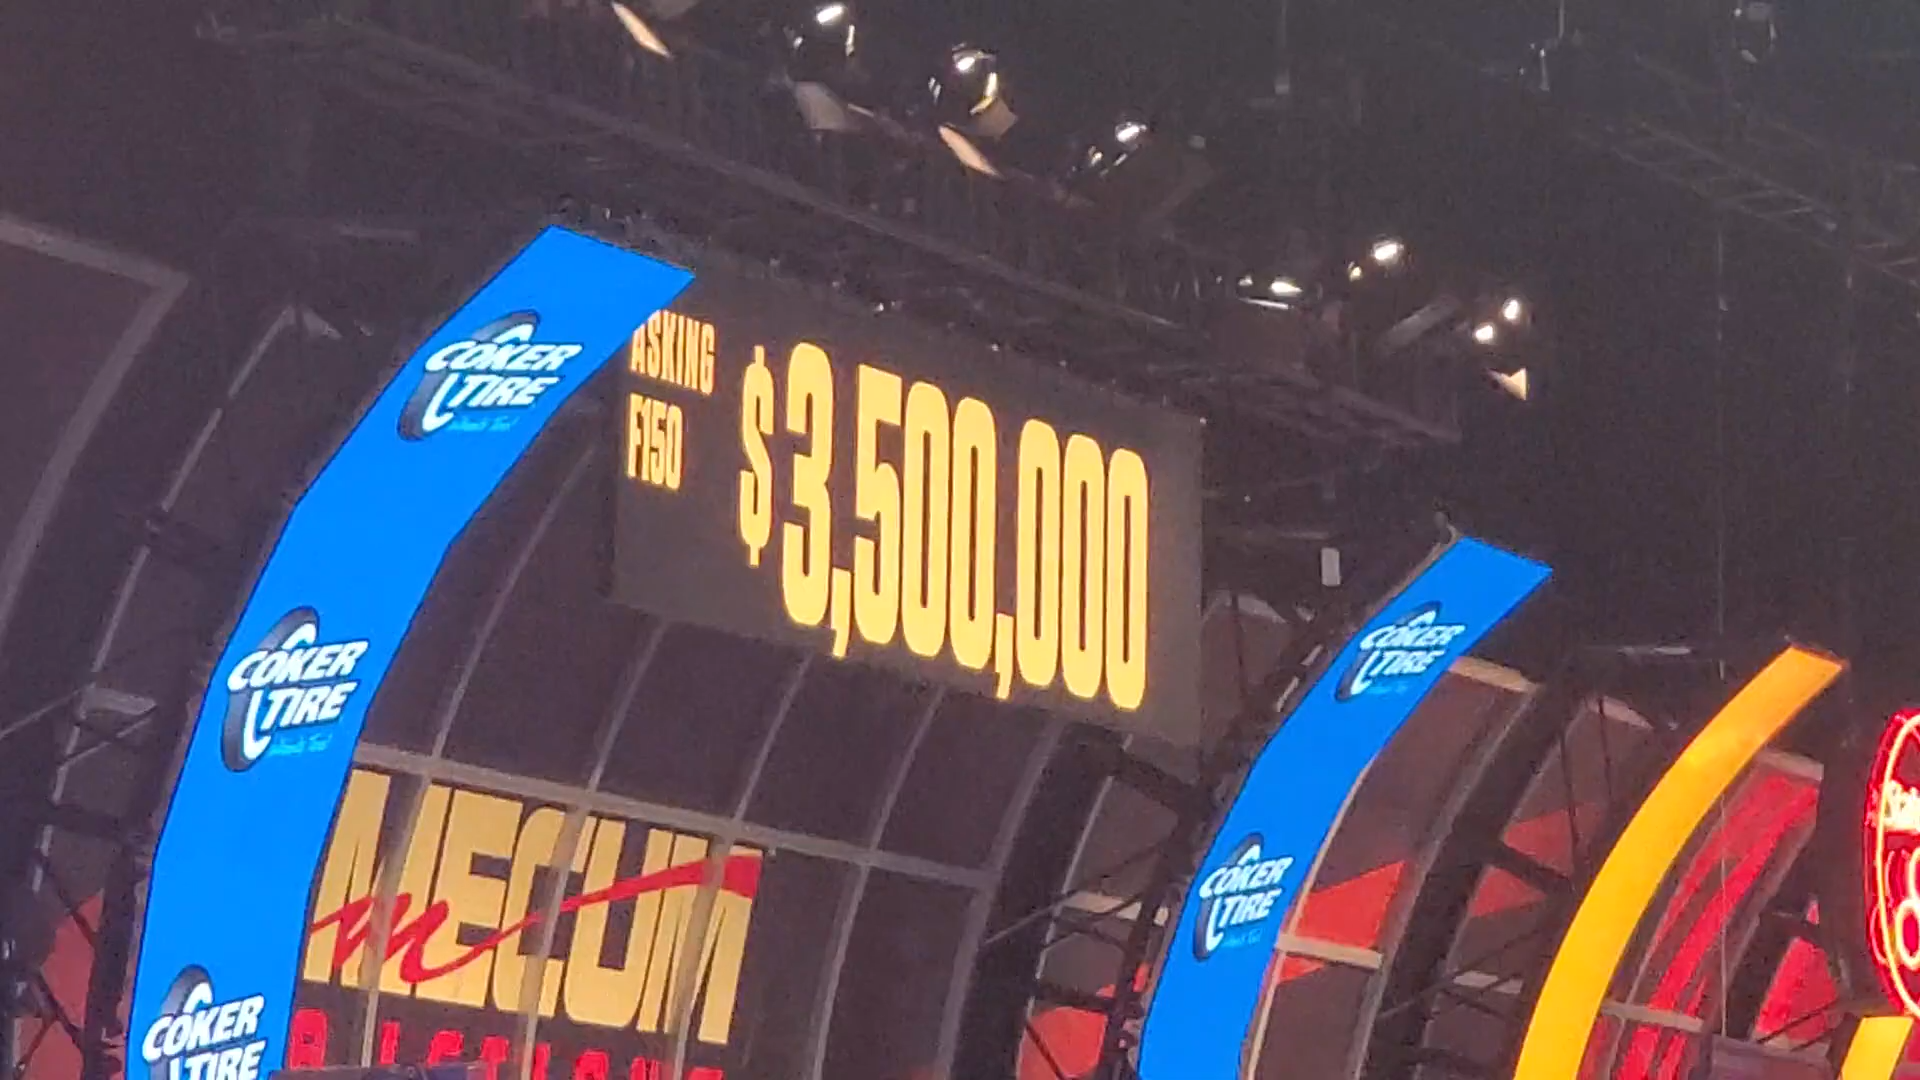 COKER
TIRE
ASKING
F150
$3,500,000
COKER
TIRE
COKER
TIRE
MECUM
COKER
TIRE
COKER
TIRE